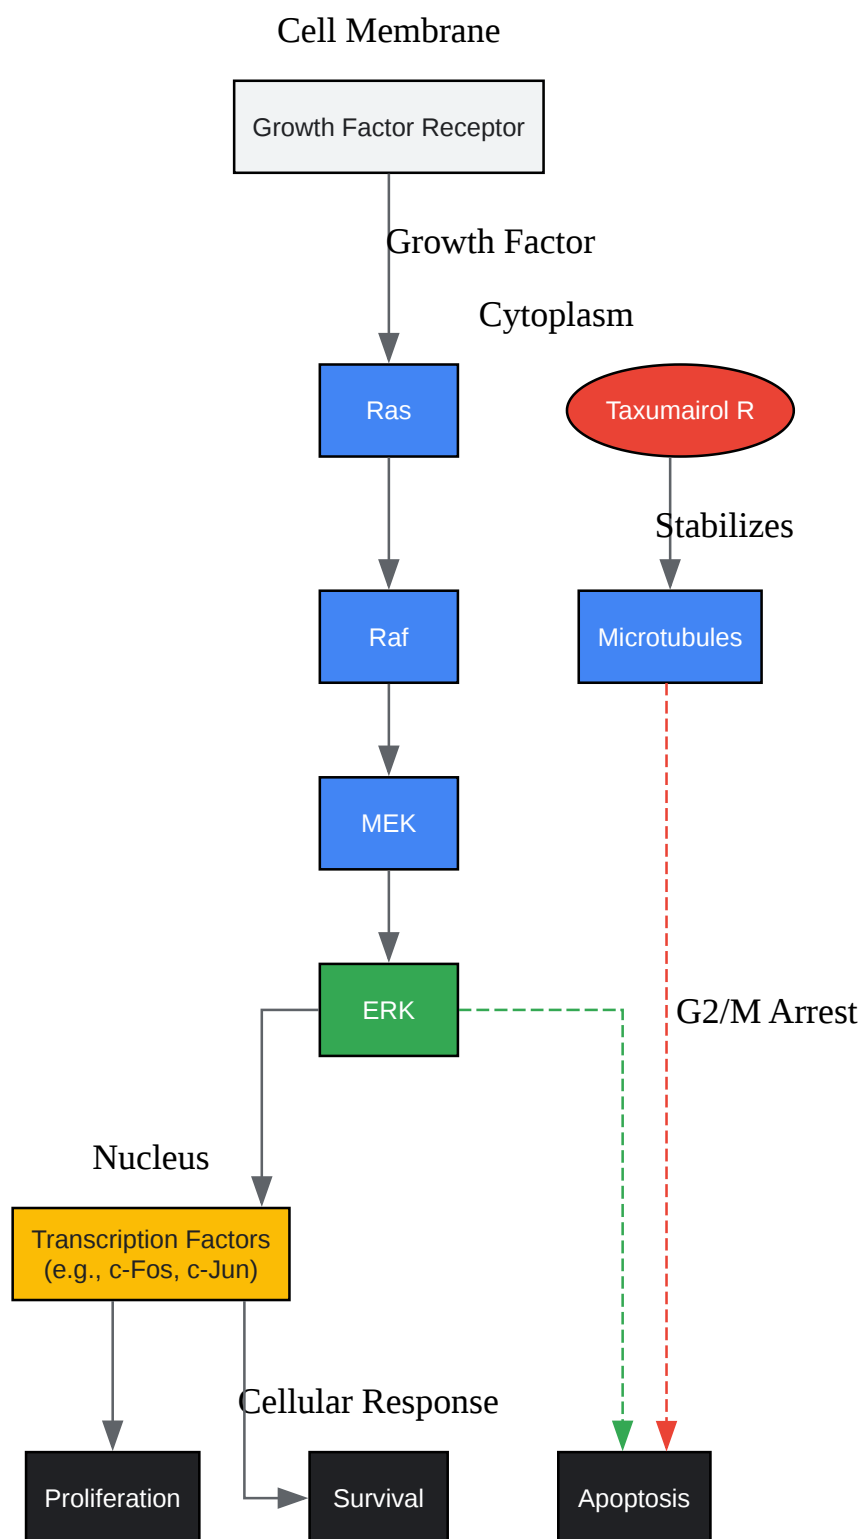 Cell Membrane
Growth Factor Receptor
Growth Factor
Cytoplasm
Ras
Taxumairol R
Stabilizes
Raf
Microtubules
MEK
ERK
G2/M Arrest
Nucleus
Transcription Factors
(e.g., c-Fos, c-Jun)
Cellular Response
Proliferation
Survival
Apoptosis